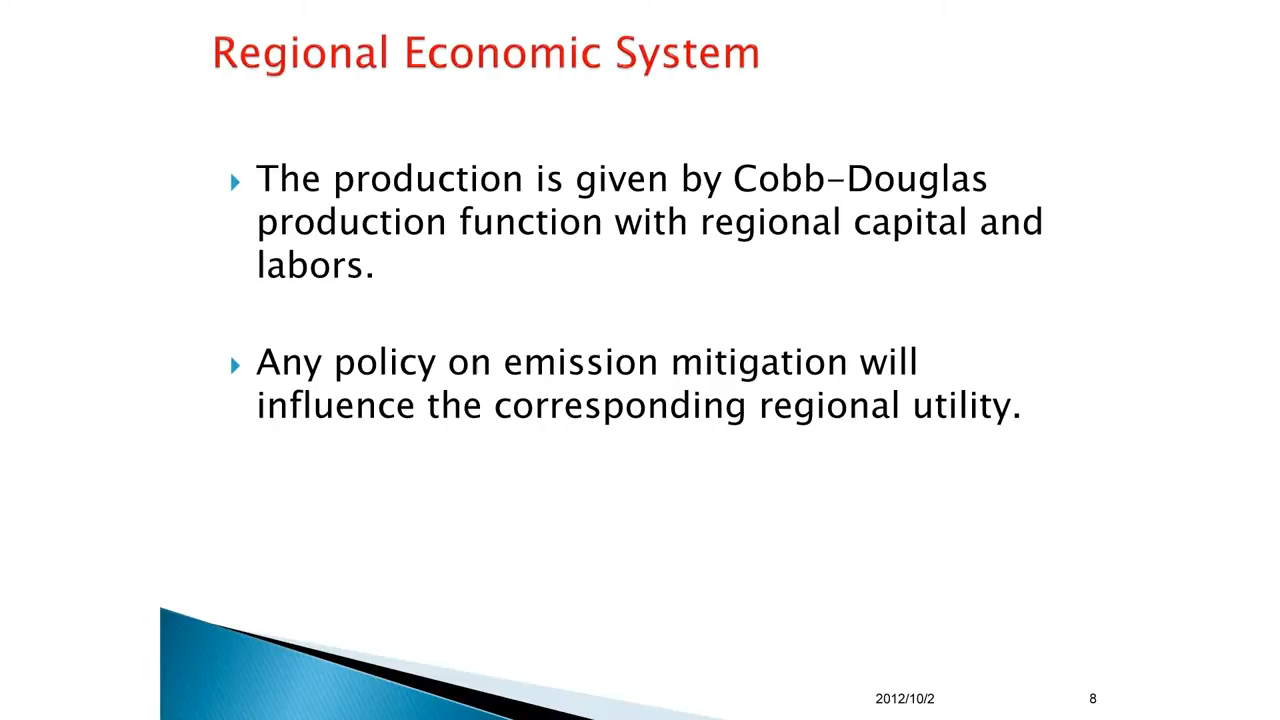 Regional Economic System
The production is given by Cobb-Douglas
production function with regional capital and
labors.
Any policy on emission mitigation will
influence the corresponding regional utility.
2012/10/2
8